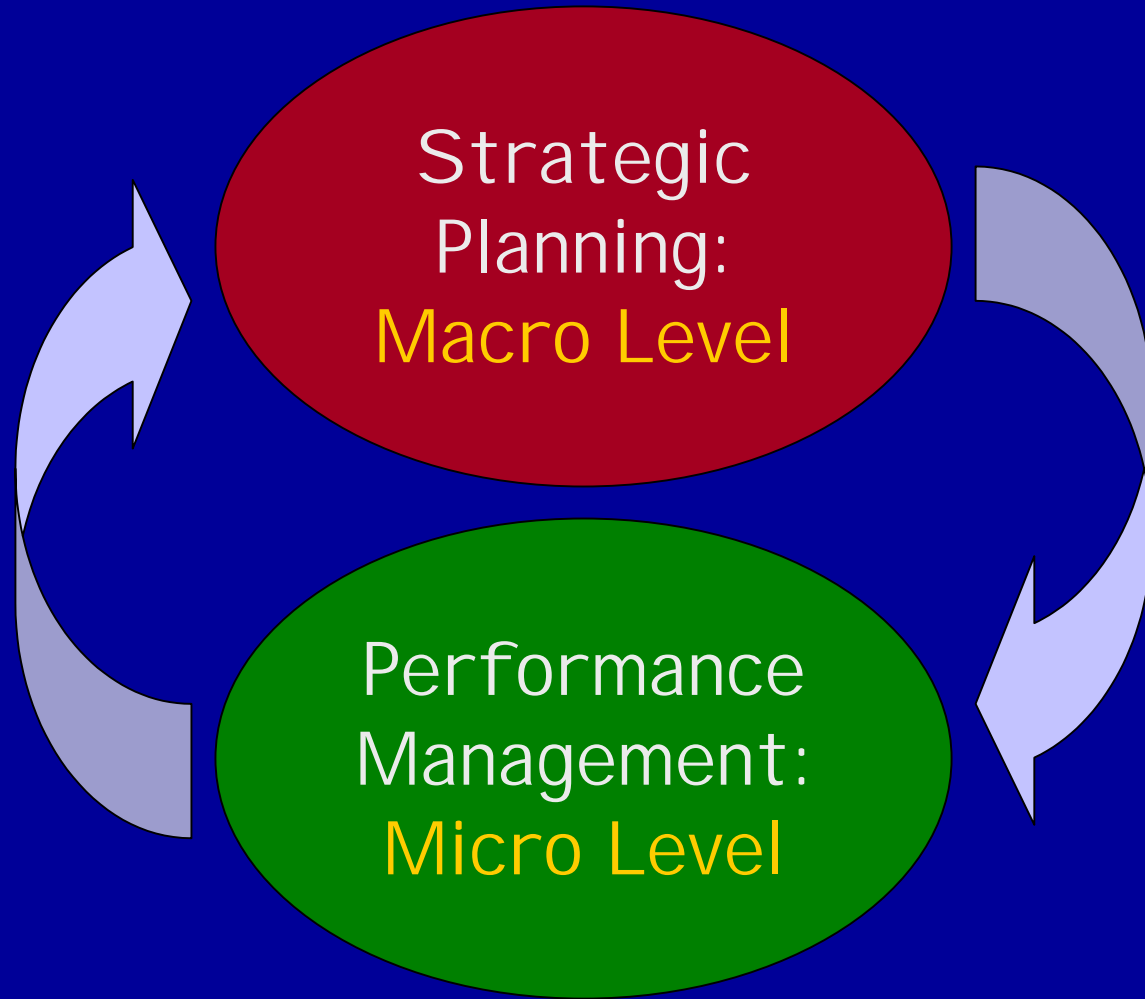 Strategic
Planning:
Macro Level
Performance
Management:
Micro Level